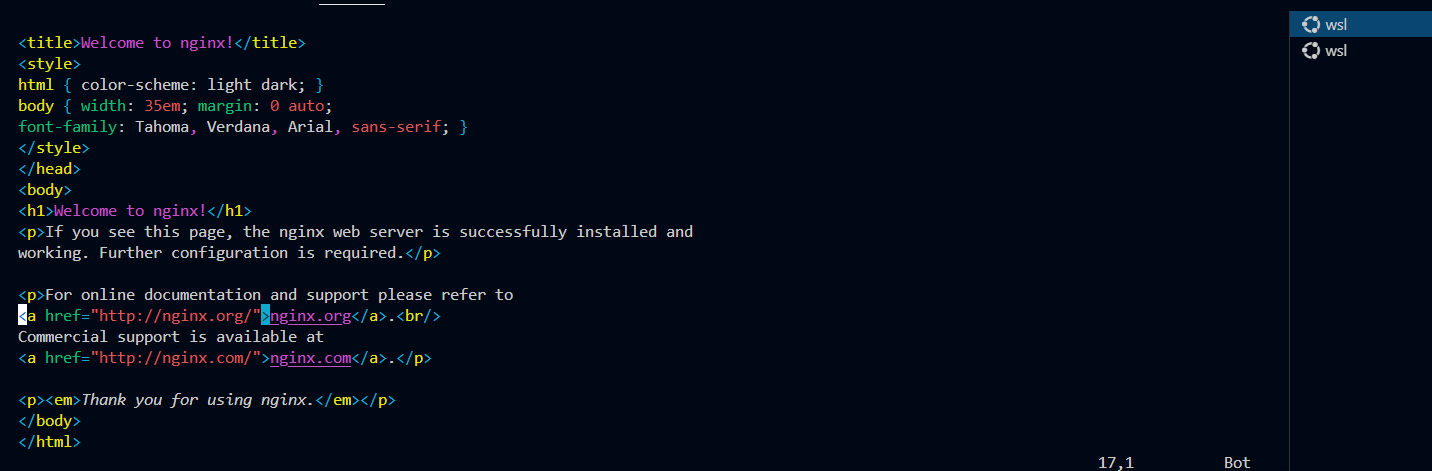 <title>Welcome to nginx!</title>
<style>
html { color-scheme: light dark; }
body { width: 35em; margin: 0 auto;
font-family: Tahoma, Verdana, Arial, sans-serif; }
</style>
</head>
<body>
<h1>Welcome to nginx!</h1>
<p>If you see this page, the nginx web server is successfully installed and
working. Further configuration is required.</p>

<p>For online documentation and support please refer to
<a href="http://nginx.org/">nginx.org</a>.<br/>
Commercial support is available at
<a href="http://nginx.com/">nginx.com</a>.</p>

<p><em>Thank you for using nginx.</em></p>
</body>
</html>
17,1 Bot
wsl
wsl